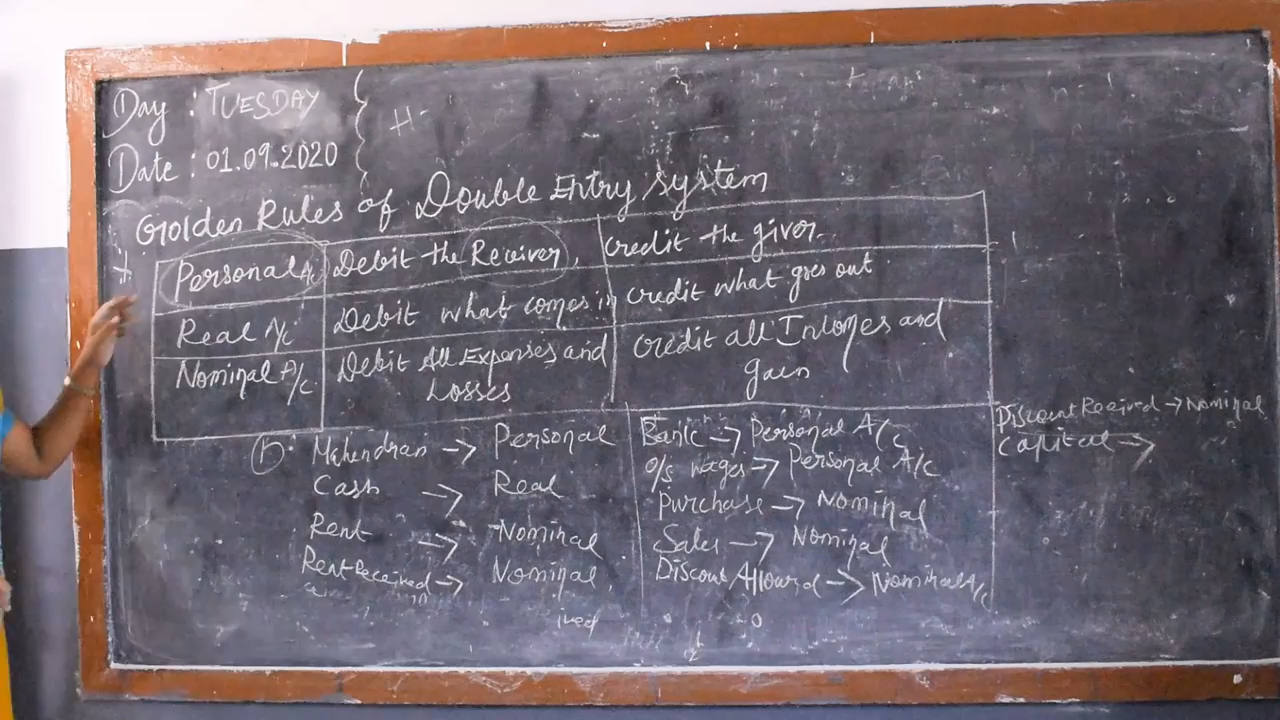 Day : TUESDAY
Date : 01.09.2020
H-
Golden Rules of Double Entry System
Personal A/c Debit the Receiver, credit the givor.
Real A/c Debit what comes in credit what goes out
Nominal A/c Debit All Expenses and Losses credit all Incomes and gain
Mahendran → Personal
Cash → Real
Rent → Nominal
Rent Received → Nominal
Bank → Personal A/c
o/s wages → Personal A/c
Purchase → Nominal
Sales → Nominal
Discount Allowed → Nominal A/c
Discount Received → Nominal
Capital →